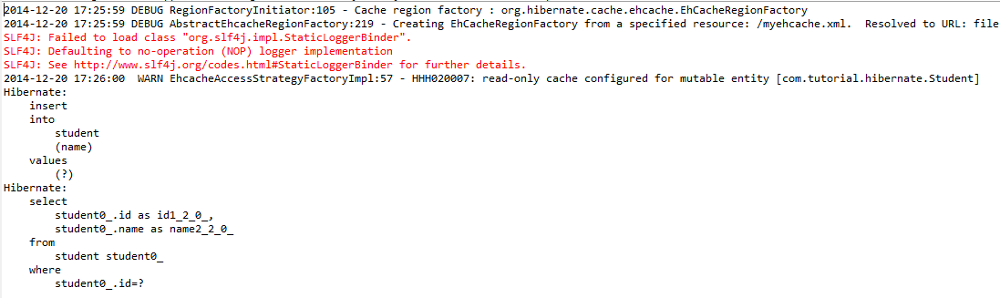 2014-12-20 17:25:59 DEBUG RegionFactoryInitiator:105 - Cache region factory : org.hibernate.cache.ehcache.EhCacheRegionFactory
2014-12-20 17:25:59 DEBUG AbstractEhcacheRegionFactory:219 - Creating EhCacheRegionFactory from a specified resource: /myehcache.xml.  Resolved to URL: file
SLF4J: Failed to load class "org.slf4j.impl.StaticLoggerBinder".
SLF4J: Defaulting to no-operation (NOP) logger implementation
SLF4J: See http://www.slf4j.org/codes.html#StaticLoggerBinder for further details.
2014-12-20 17:26:00  WARN EhcacheAccessStrategyFactoryImpl:57 - HHH020007: read-only cache configured for mutable entity [com.tutorial.hibernate.Student]
Hibernate:
    insert
    into
        student
        (name)
    values
        (?)
Hibernate:
    select
        student0_.id as id1_2_0_,
        student0_.name as name2_2_0_
    from
        student student0_
    where
        student0_.id=?